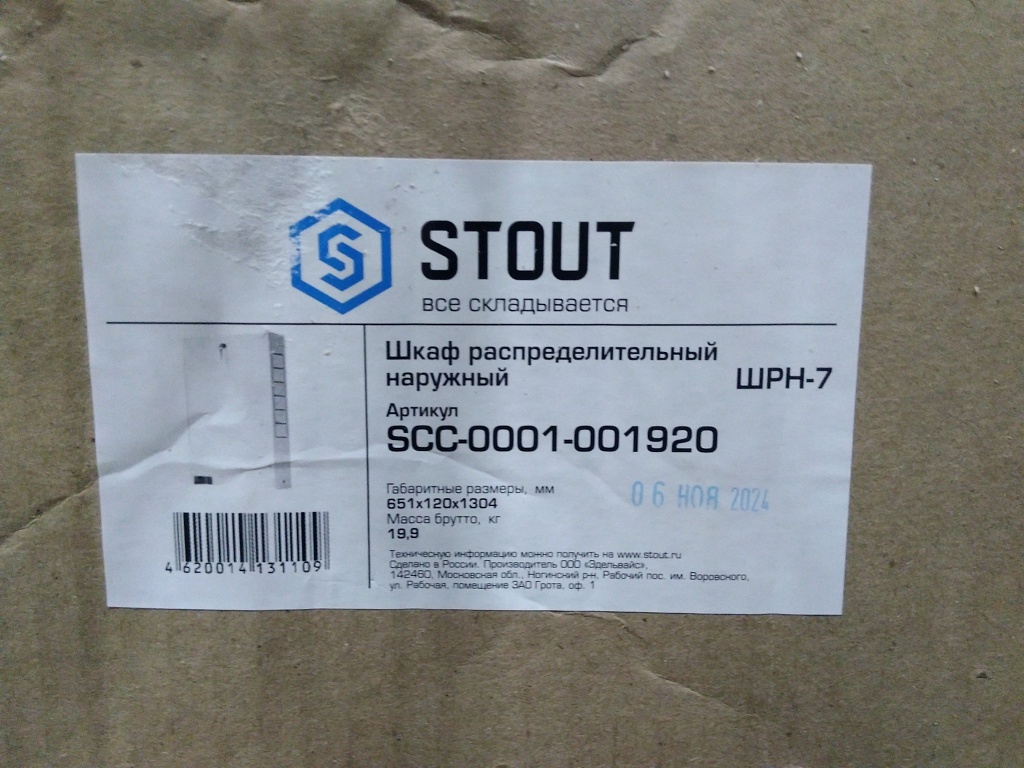 STOUT
все складывается
Шкаф распределительный
наружный ШРН-7
Артикул
SCC-0001-001920
Габаритные размеры, мм
651x120x1304
Масса брутто, кг
19,9
06 НОЯ 2024
Техническую информацию можно получить на www.stout.ru
Сделано в России. Производитель ООО «Эдельвайс»,
142460, Московская обл., Ногинский р-н, Рабочий пос. им. Воровского,
ул. Рабочая, помещение ЗАО Грота, оф. 1
4 620014 131109